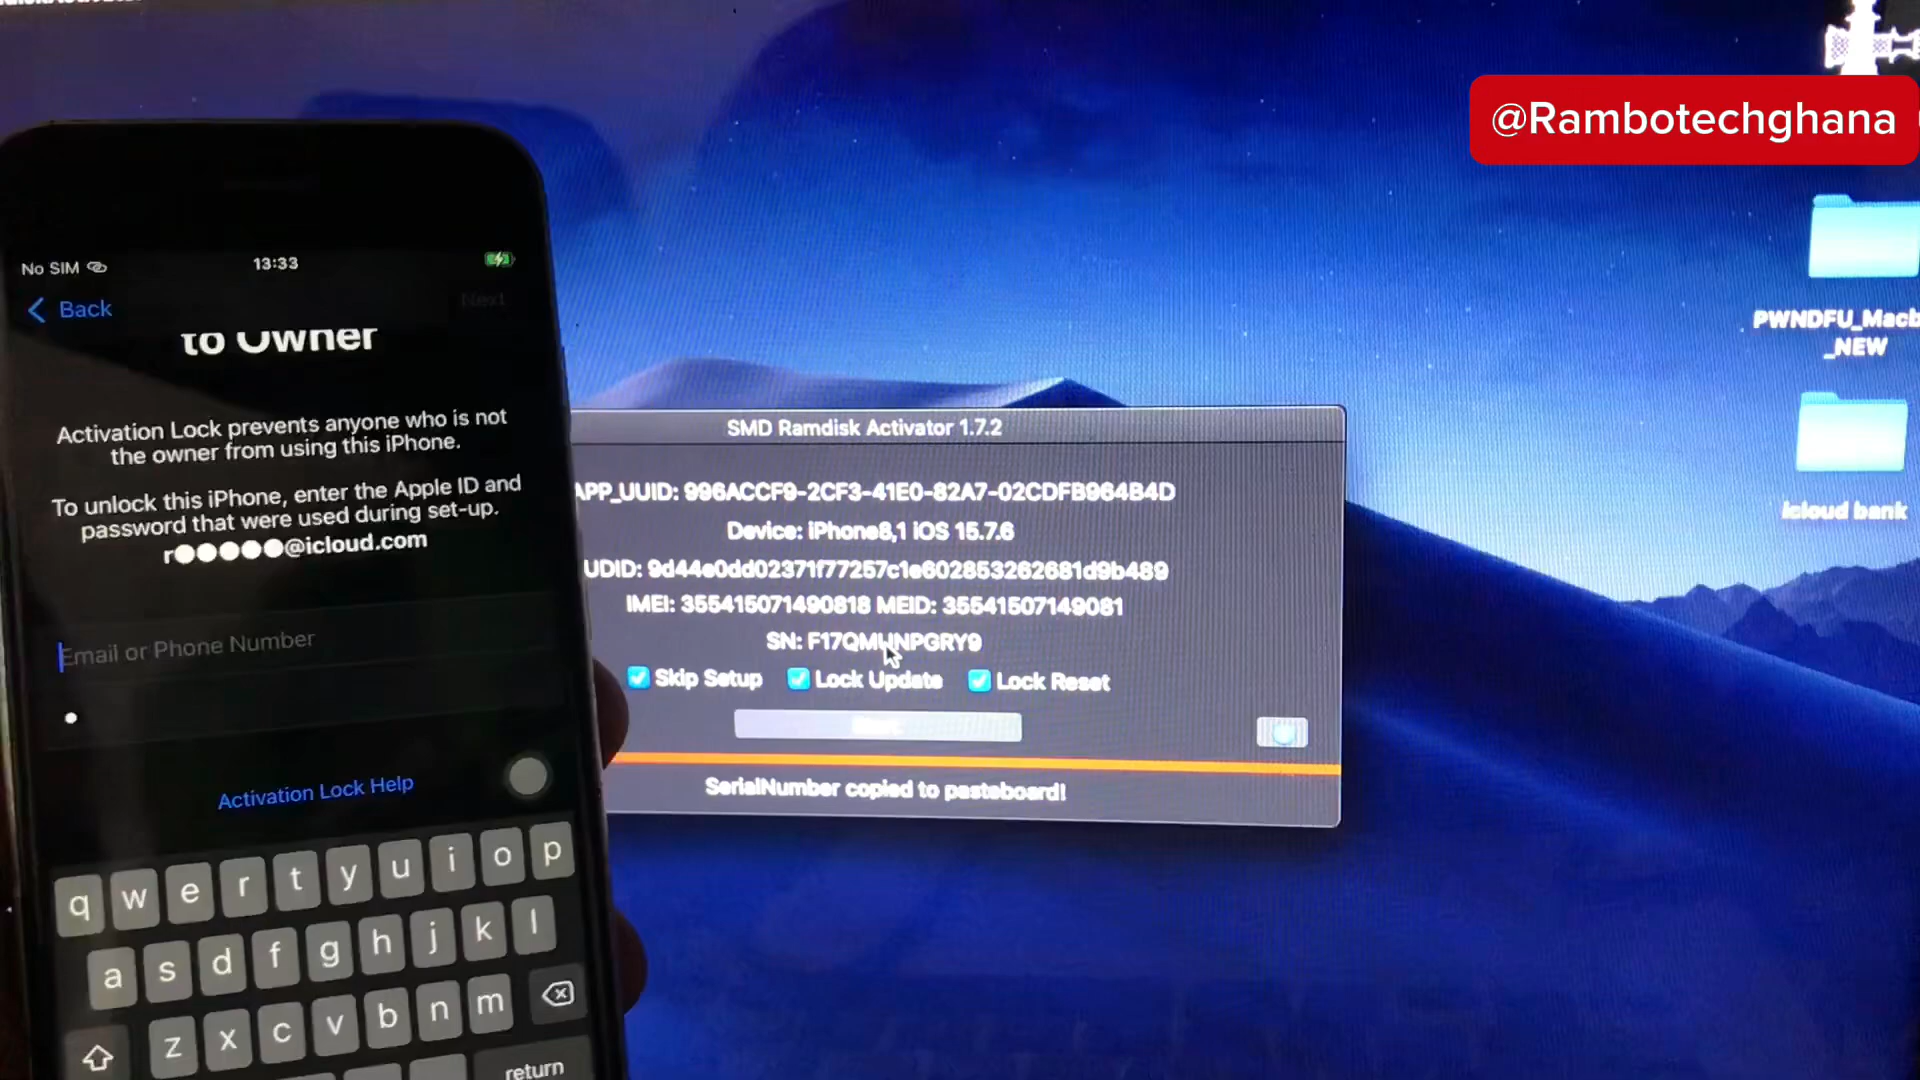 @Rambotechghana
No SIM
13:33
Back
Next
to Owner
Activation Lock prevents anyone who is not
the owner from using this iPhone.
To unlock this iPhone, enter the Apple ID and
password that were used during set-up.
r●●●●●@icloud.com
Email or Phone Number
Activation Lock Help
q w e r t y u i o p
a s d f g h j k l
z x c v b n m
return
SMD Ramdisk Activator 1.7.2
APP_UUID: 996ACCF9-2CF3-41E0-82A7-02CDFB964B4D
Device: iPhone8,1 iOS 15.7.6
UDID: 9d44e0dd02371f77257c1e602853262681d9b489
IMEI: 355415071490818 MEID: 35541507149081
SN: F17QMUNPGRY9
Skip Setup Lock Update Lock Reset
SerialNumber copied to pasteboard!
PWNDFU_Macb
_NEW
Icloud bank